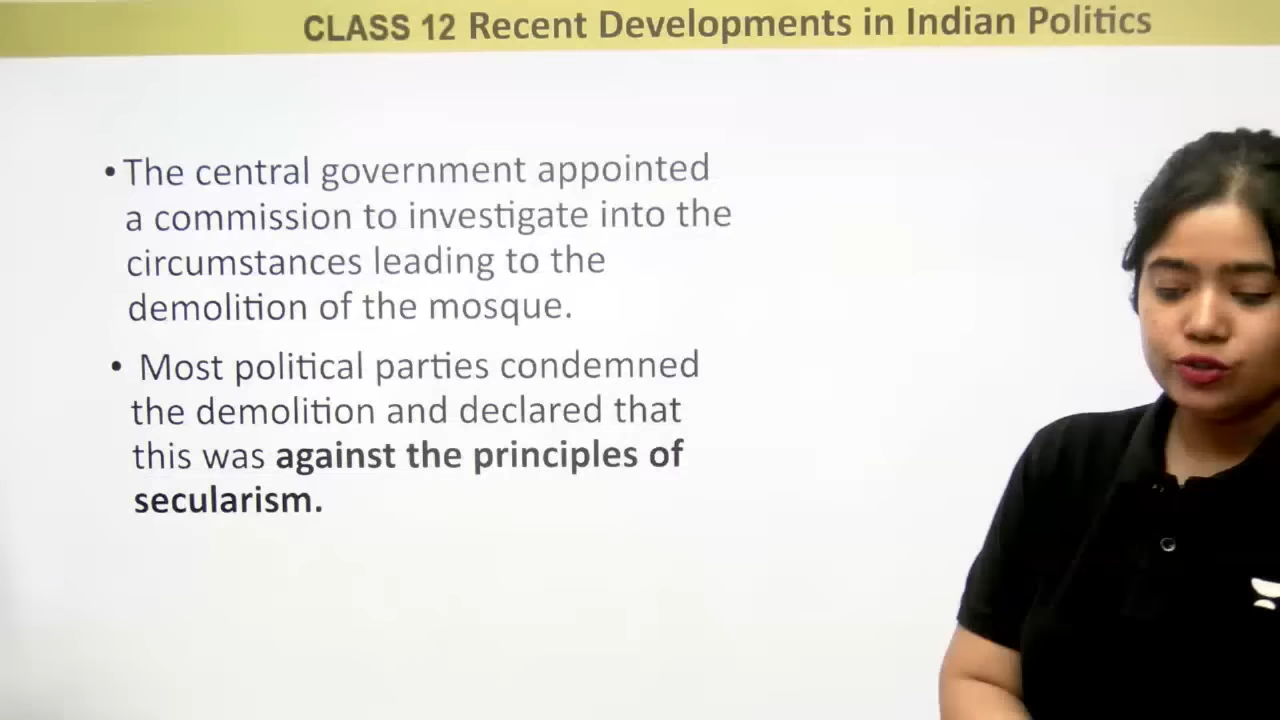 CLASS 12 Recent Developments in Indian Politics
• The central government appointed
a commission to investigate into the
circumstances leading to the
demolition of the mosque.
• Most political parties condemned
the demolition and declared that
this was against the principles of
secularism.